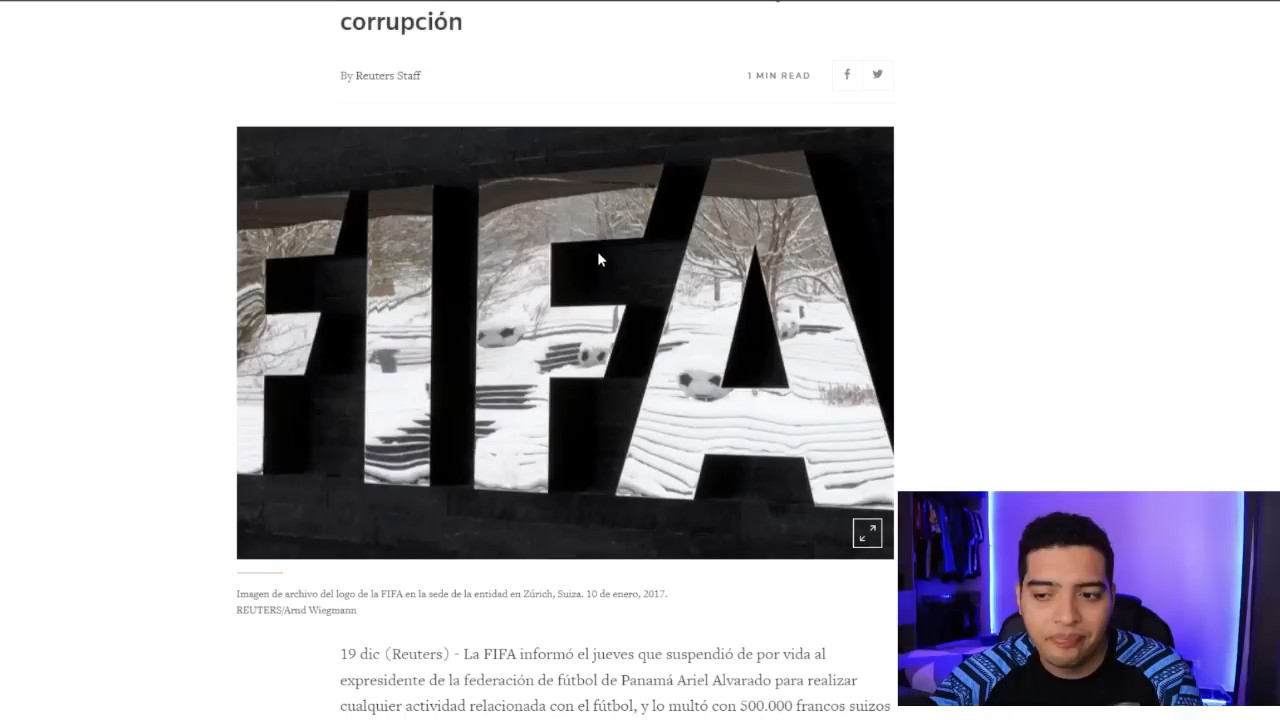 corrupción
By Reuters Staff
1 MIN READ
FIFA
Imagen de archivo del logo de la FIFA en la sede de la entidad en Zúrich, Suiza. 10 de enero, 2017.
REUTERS/Arnd Wiegmann
19 dic (Reuters) - La FIFA informó el jueves que suspendió de por vida al
expresidente de la federación de fútbol de Panamá Ariel Alvarado para realizar
cualquier actividad relacionada con el fútbol, y lo multó con 500.000 francos suizos